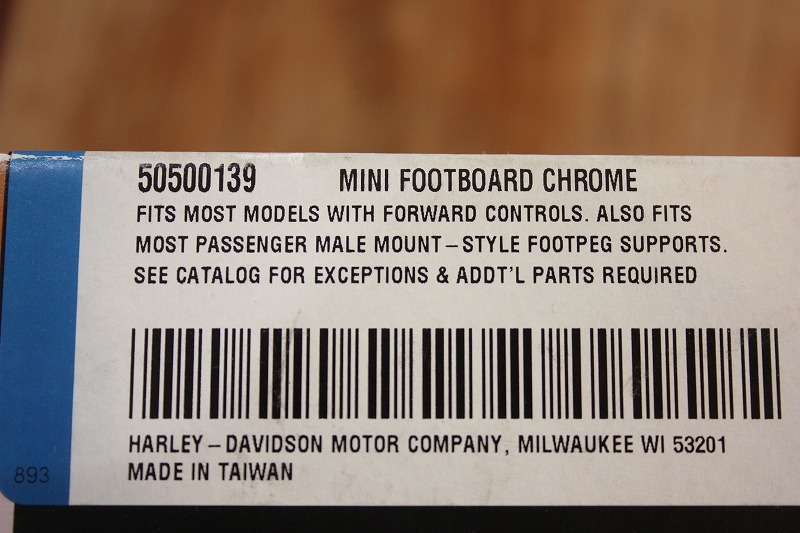 50500139 MINI FOOTBOARD CHROME
FITS MOST MODELS WITH FORWARD CONTROLS. ALSO FITS
MOST PASSENGER MALE MOUNT-STYLE FOOTPEG SUPPORTS.
SEE CATALOG FOR EXCEPTIONS & ADDT'L PARTS REQUIRED
HARLEY-DAVIDSON MOTOR COMPANY, MILWAUKEE WI 53201
MADE IN TAIWAN
893